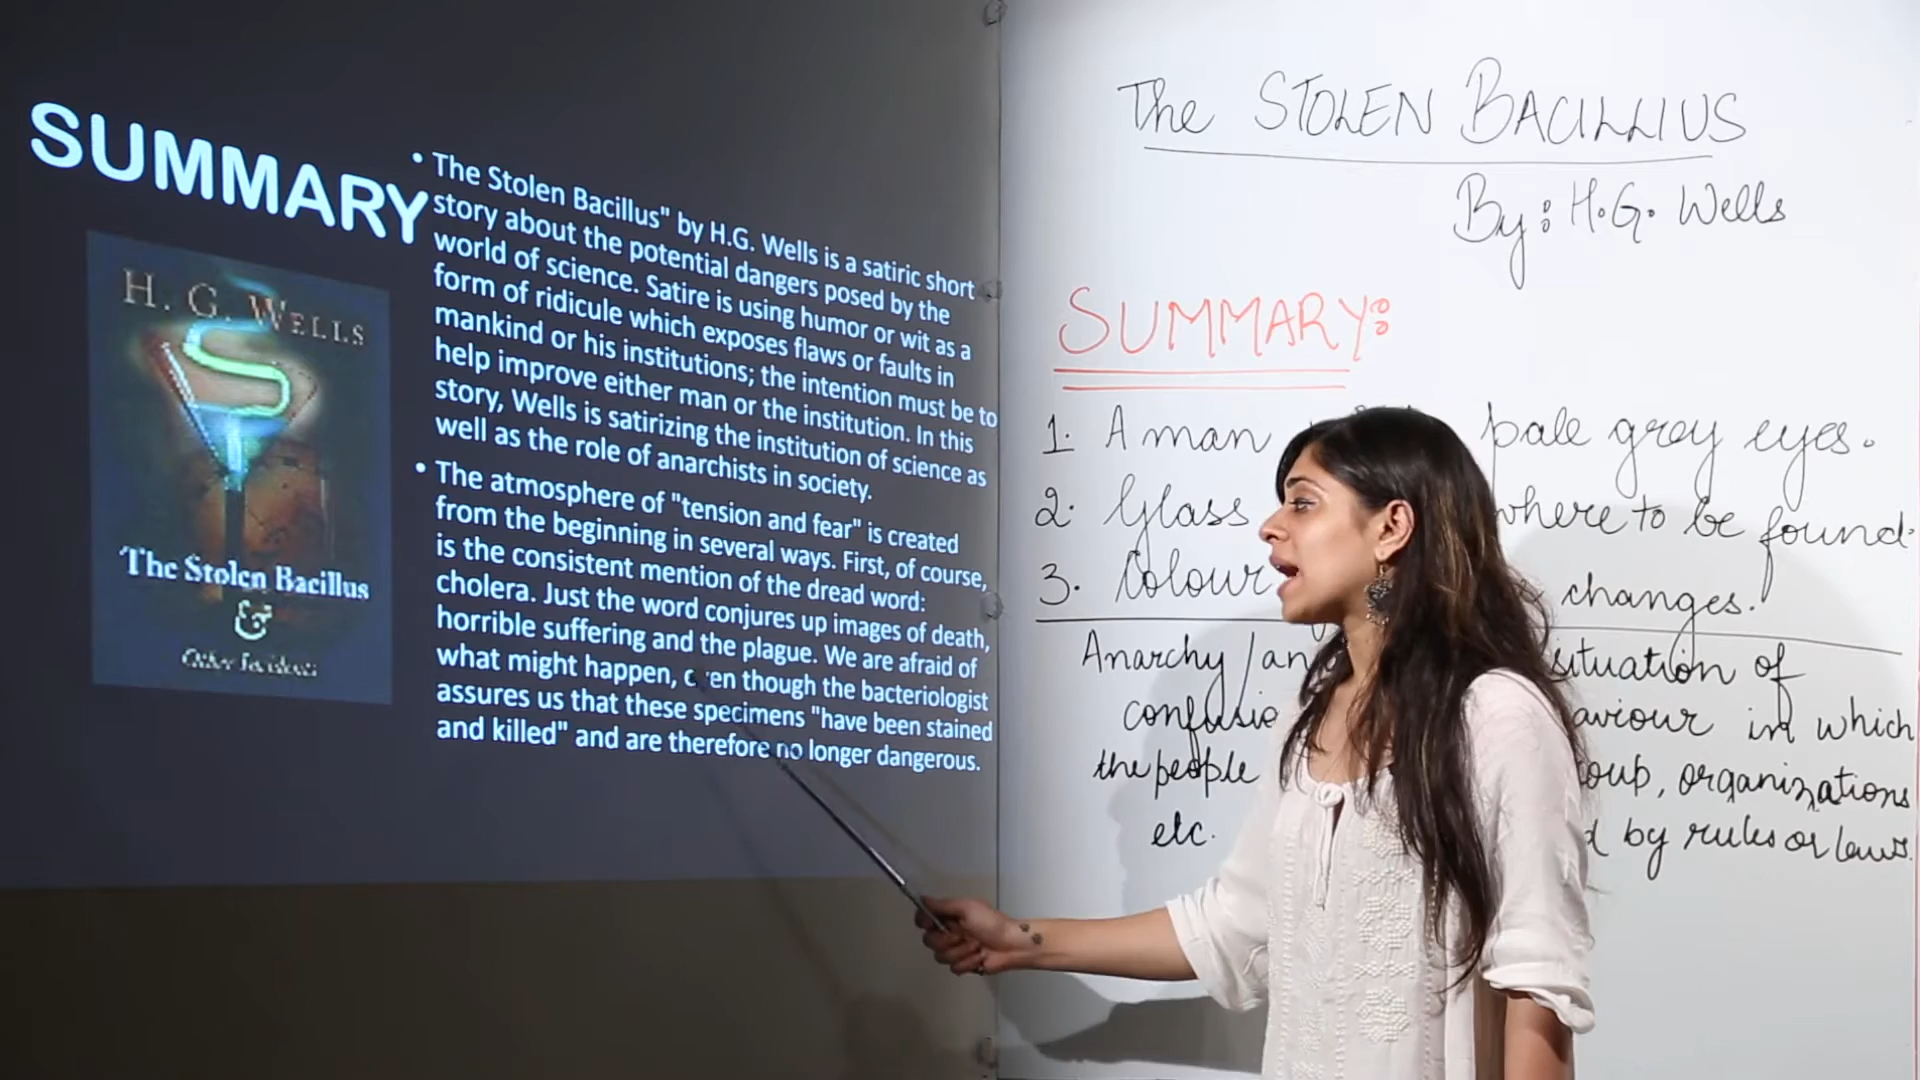 SUMMARY
• The Stolen Bacillus" by H.G. Wells is a satiric short
story about the potential dangers posed by the
world of science. Satire is using humor or wit as a
form of ridicule which exposes flaws or faults in
mankind or his institutions; the intention must be to
help improve either man or the institution. In this
story, Wells is satirizing the institution of science as
well as the role of anarchists in society.
• The atmosphere of "tension and fear" is created
from the beginning in several ways. First, of course,
is the consistent mention of the dread word:
cholera. Just the word conjures up images of death,
horrible suffering and the plague. We are afraid of
what might happen, even though the bacteriologist
assures us that these specimens "have been stained
and killed" and are therefore no longer dangerous.
H. G. WELLS
The Stolen Bacillus
&
Other Incidents
The STOLEN BACILLIUS
By: H.G. Wells
SUMMARY:
1. A man pale grey eyes.
2. Glass where to be found.
3. Colour changes.
Anarchy / situation of
in which
the people organizations
etc. by rules or laws.